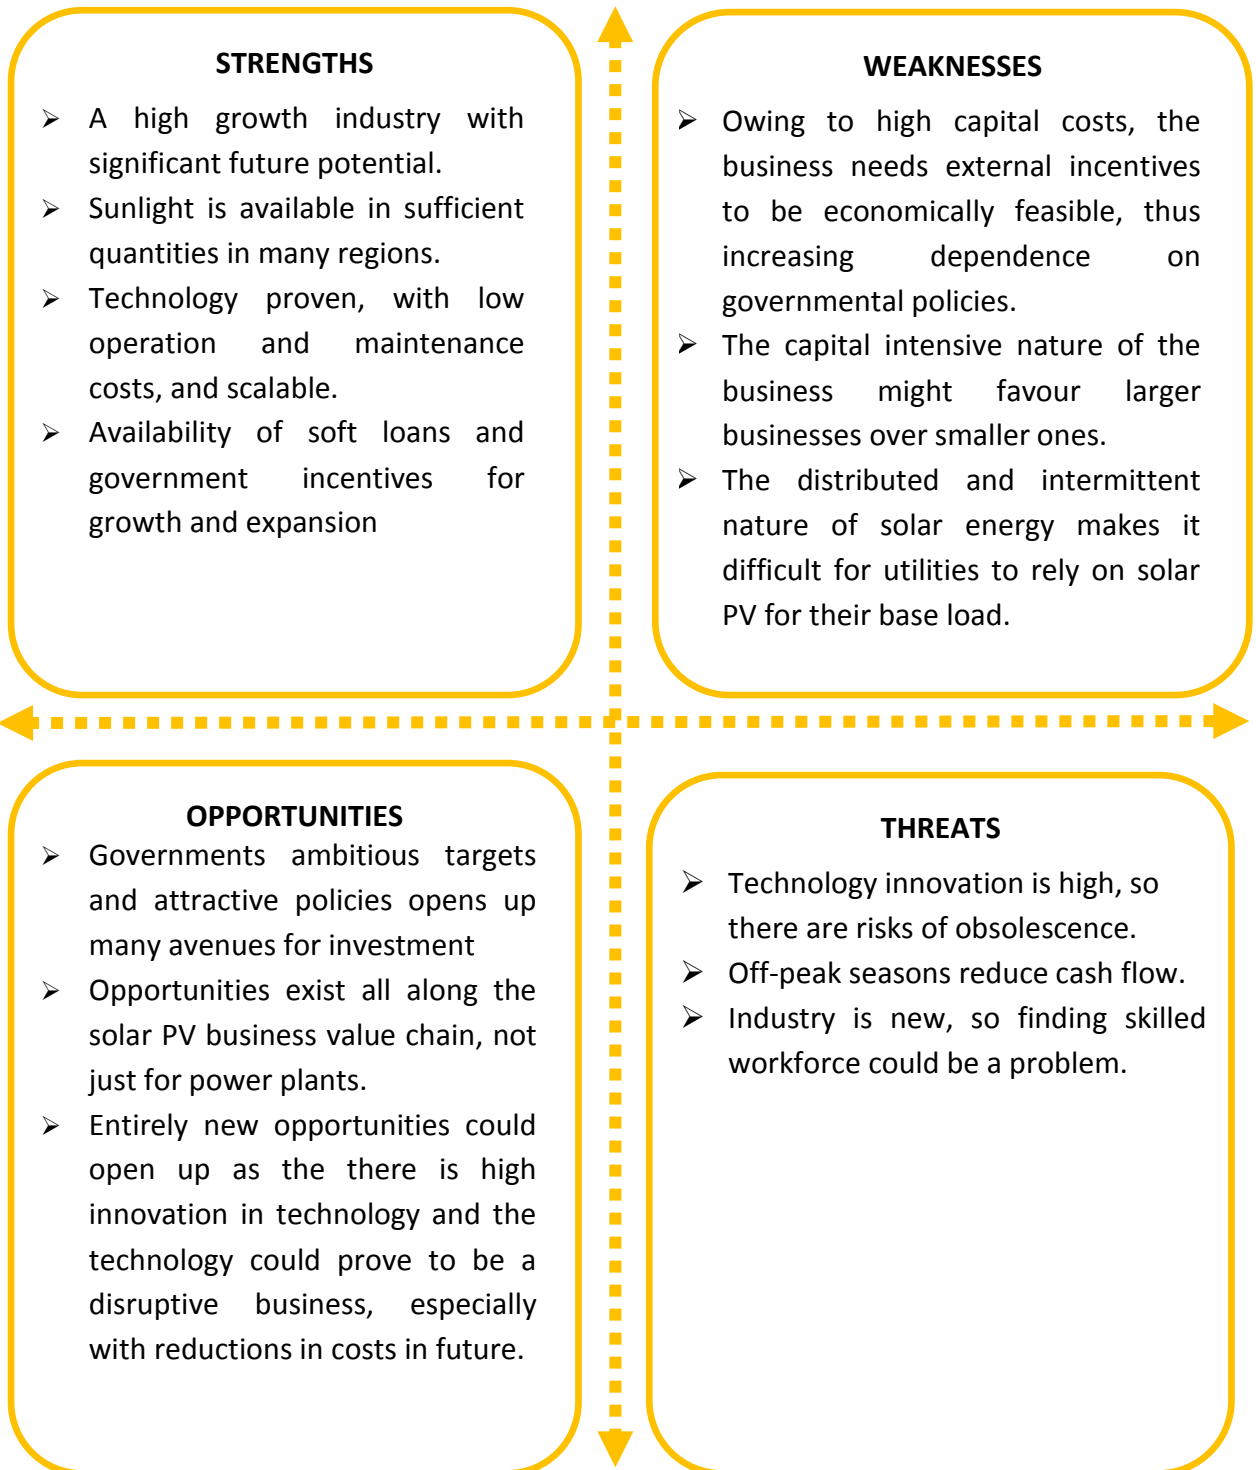 STRENGTHS
➢ A high growth industry with
significant future potential.
➢ Sunlight is available in sufficient
quantities in many regions.
➢ Technology proven, with low
operation and maintenance
costs, and scalable.
➢ Availability of soft loans and
government incentives for
growth and expansion
WEAKNESSES
➢ Owing to high capital costs, the
business needs external incentives
to be economically feasible, thus
increasing dependence on
governmental policies.
➢ The capital intensive nature of the
business might favour larger
businesses over smaller ones.
➢ The distributed and intermittent
nature of solar energy makes it
difficult for utilities to rely on solar
PV for their base load.
OPPORTUNITIES
➢ Governments ambitious targets
and attractive policies opens up
many avenues for investment
➢ Opportunities exist all along the
solar PV business value chain, not
just for power plants.
➢ Entirely new opportunities could
open up as the there is high
innovation in technology and the
technology could prove to be a
disruptive business, especially
with reductions in costs in future.
THREATS
➢ Technology innovation is high, so
there are risks of obsolescence.
➢ Off-peak seasons reduce cash flow.
➢ Industry is new, so finding skilled
workforce could be a problem.